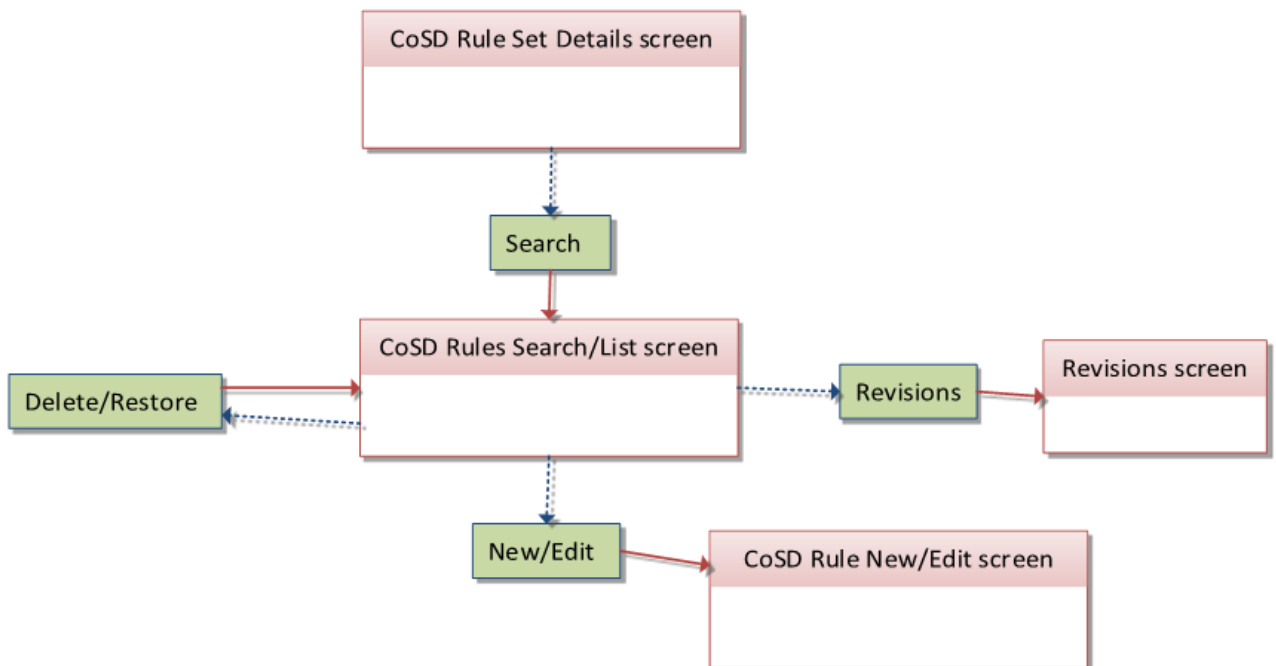 CoSD Rule Set Details screen
Search
CoSD Rules Search/List screen
Delete/Restore
Revisions
Revisions screen
New/Edit
CoSD Rule New/Edit screen